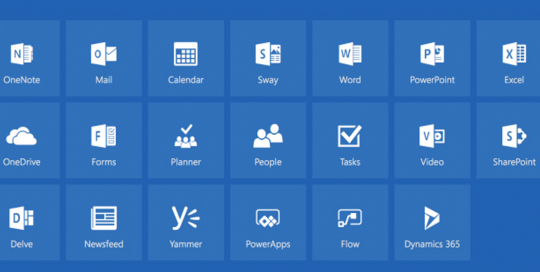 OneNote Mail Calendar Sway Word PowerPoint Excel
OneDrive Forms Planner People Tasks Video SharePoint
Delve Newsfeed Yammer PowerApps Flow Dynamics 365